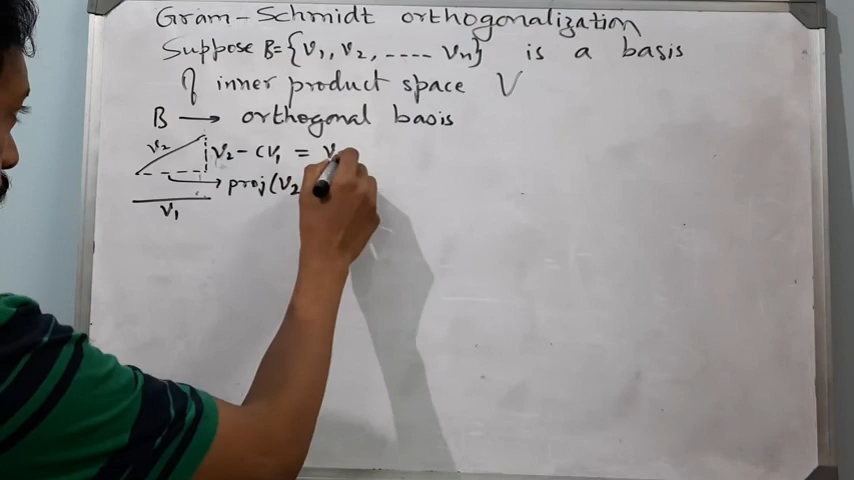 Gram-Schmidt orthogonalization
Suppose B={v₁, v₂, ---- vₙ} is a basis
of inner product space V
B → orthogonal basis
v₂ v₂ - cv₁ = v
proj(v₂
v₁